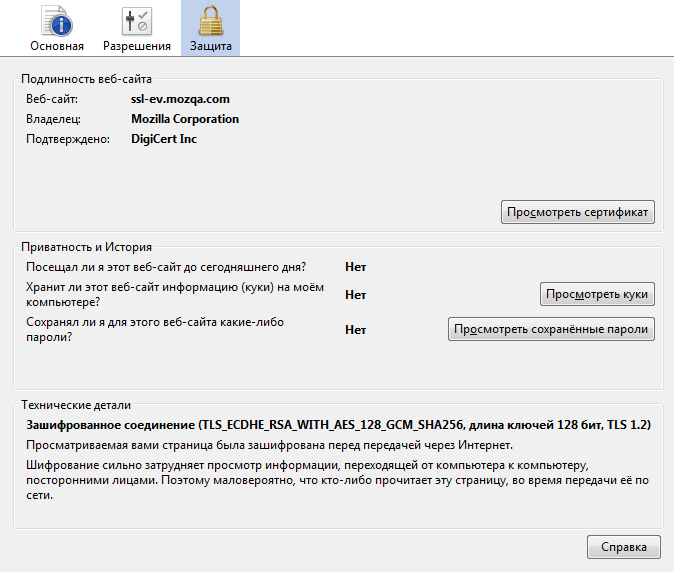 Основная Разрешения Защита
Подлинность веб-сайта
Веб-сайт: ssl-ev.mozqa.com
Владелец: Mozilla Corporation
Подтверждено: DigiCert Inc
Просмотреть сертификат
Приватность и История
Посещал ли я этот веб-сайт до сегодняшнего дня? Нет
Хранит ли этот веб-сайт информацию (куки) на моём
компьютере? Нет Просмотреть куки
Сохранял ли я для этого веб-сайта какие-либо
пароли? Нет Просмотреть сохранённые пароли
Технические детали
Зашифрованное соединение (TLS_ECDHE_RSA_WITH_AES_128_GCM_SHA256, длина ключей 128 бит, TLS 1.2)
Просматриваемая вами страница была зашифрована перед передачей через Интернет.
Шифрование сильно затрудняет просмотр информации, переходящей от компьютера к компьютеру,
посторонними лицами. Поэтому маловероятно, что кто-либо прочитает эту страницу, во время передачи её по
сети.
Справка